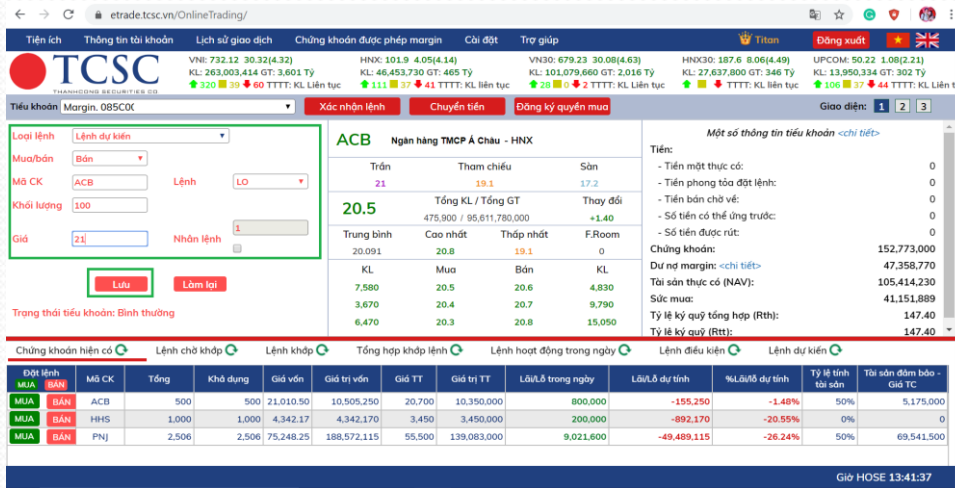 etrade.tcsc.vn/OnlineTrading/
Tiện ích Thông tin tài khoản Lịch sử giao dịch Chứng khoán được phép margin Cài đặt Trợ giúp Titan Đăng xuất
TCSC
THANHCONG SECURITIES CO
VNI: 732.12 30.32(4.32) HNX: 101.9 4.05(4.14) VN30: 679.23 30.08(4.63) HNX30: 187.6 8.06(4.49) UPCOM: 50.22 1.08(2.21)
KL: 263,003,414 GT: 3,601 Tỷ KL: 46,453,730 GT: 465 Tỷ KL: 101,079,660 GT: 2,016 Tỷ KL: 27,637,800 GT: 346 Tỷ KL: 13,950,334 GT: 302 Tỷ
320 39 60 TTTT: KL Liên tục 111 37 41 TTTT: KL liên tục 28 0 2 TTTT: KL Liên tục TTTT: KL liên tục 106 37 44 TTTT: KL Liên t
Tiểu khoản Margin. 085C0( Xác nhận lệnh Chuyển tiền Đăng ký quyền mua Giao diện: 1 2 3
Loại lệnh Lệnh dự kiến
Mua/bán Bán
Mã CK ACB Lệnh LO
Khối lượng 100
Giá 21 Nhân lệnh 1
Lưu Làm lại
Trạng thái tiểu khoản: Bình thường
ACB Ngân hàng TMCP Á Châu - HNX
Trần Tham chiếu Sàn
21 19.1 17.2
20.5 Tổng KL / Tổng GT Thay đổi
475,900 / 95,611,780,000 +1.40
Trung bình Cao nhất Thấp nhất F.Room
20.091 20.8 19.1 0
KL Mua Bán KL
7,580 20.5 20.6 4,830
3,670 20.4 20.7 9,790
6,470 20.3 20.8 15,050
Một số thông tin tiểu khoản <chi tiết>
Tiền:
- Tiền mặt thực có: 0
- Tiền phong tỏa đặt lệnh: 0
- Tiền bán chờ về: 0
- Số tiền có thể ứng trước: 0
- Số tiền được rút: 0
Chứng khoán: 152,773,000
Dư nợ margin: <chi tiết> 47,358,770
Tài sản thực có (NAV): 105,414,230
Sức mua: 41,151,889
Tỷ lệ ký quỹ tổng hợp (Rth): 147.40
Tỷ lệ ký quỹ (Rtt): 147.40
Chứng khoán hiện có Lệnh chờ khớp Lệnh khớp Tổng hợp khớp lệnh Lệnh hoạt động trong ngày Lệnh điều kiện Lệnh dự kiến
Đặt lệnh MUA BÁN Mã CK Tổng Khả dụng Giá vốn Giá trị vốn Giá TT Giá trị TT Lãi/Lỗ trong ngày Lãi/Lỗ dự tính %Lãi/lỗ dự tính Tỷ lệ tính tài sản Tài sản đảm bảo - Giá TC
MUA BÁN ACB 500 500 21,010.50 10,505,250 20,700 10,350,000 800,000 -155,250 -1.48% 50% 5,175,000
MUA BÁN HHS 1,000 1,000 4,342.17 4,342,170 3,450 3,450,000 200,000 -892,170 -20.55% 0% 0
MUA BÁN PNJ 2,506 2,506 75,248.25 188,572,115 55,500 139,083,000 9,021,600 -49,489,115 -26.24% 50% 69,541,500
Giờ HOSE 13:41:37